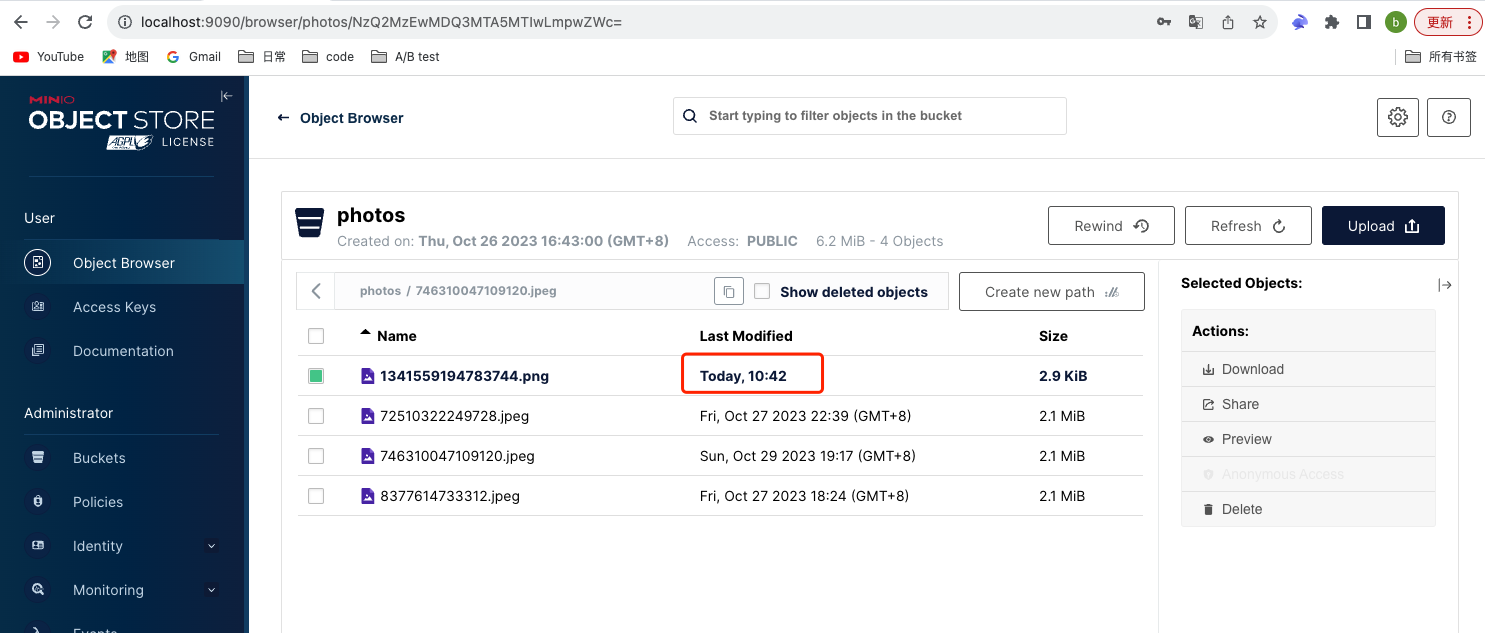 localhost:9090/browser/photos/NzQ2MzEwMDQ3MTA5MTIwLmpwZWc=
b
更新
YouTube 地图 Gmail 日常 code A/B test 所有书签
MINIO
OBJECT STORE
AGPLv3 LICENSE
User
Object Browser
Access Keys
Documentation
Administrator
Buckets
Policies
Identity
Monitoring
Events
Object Browser
Start typing to filter objects in the bucket
photos
Created on: Thu, Oct 26 2023 16:43:00 (GMT+8) Access: PUBLIC 6.2 MiB - 4 Objects
Rewind Refresh Upload
photos / 746310047109120.jpeg
Show deleted objects
Create new path
Name Last Modified Size
1341559194783744.png Today, 10:42 2.9 KiB
72510322249728.jpeg Fri, Oct 27 2023 22:39 (GMT+8) 2.1 MiB
746310047109120.jpeg Sun, Oct 29 2023 19:17 (GMT+8) 2.1 MiB
8377614733312.jpeg Fri, Oct 27 2023 18:24 (GMT+8) 2.1 MiB
Selected Objects:
Actions:
Download
Share
Preview
Anonymous Access
Delete